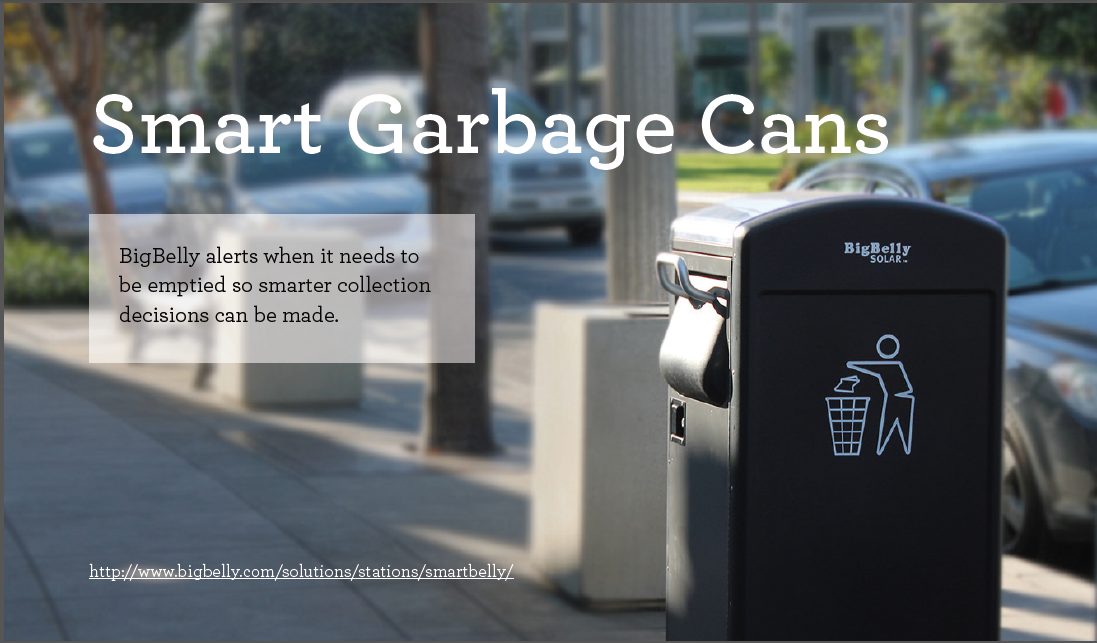 Smart Garbage Cans
BigBelly alerts when it needs to
be emptied so smarter collection
decisions can be made.
BigBelly
SOLAR™
http://www.bigbelly.com/solutions/stations/smartbelly/